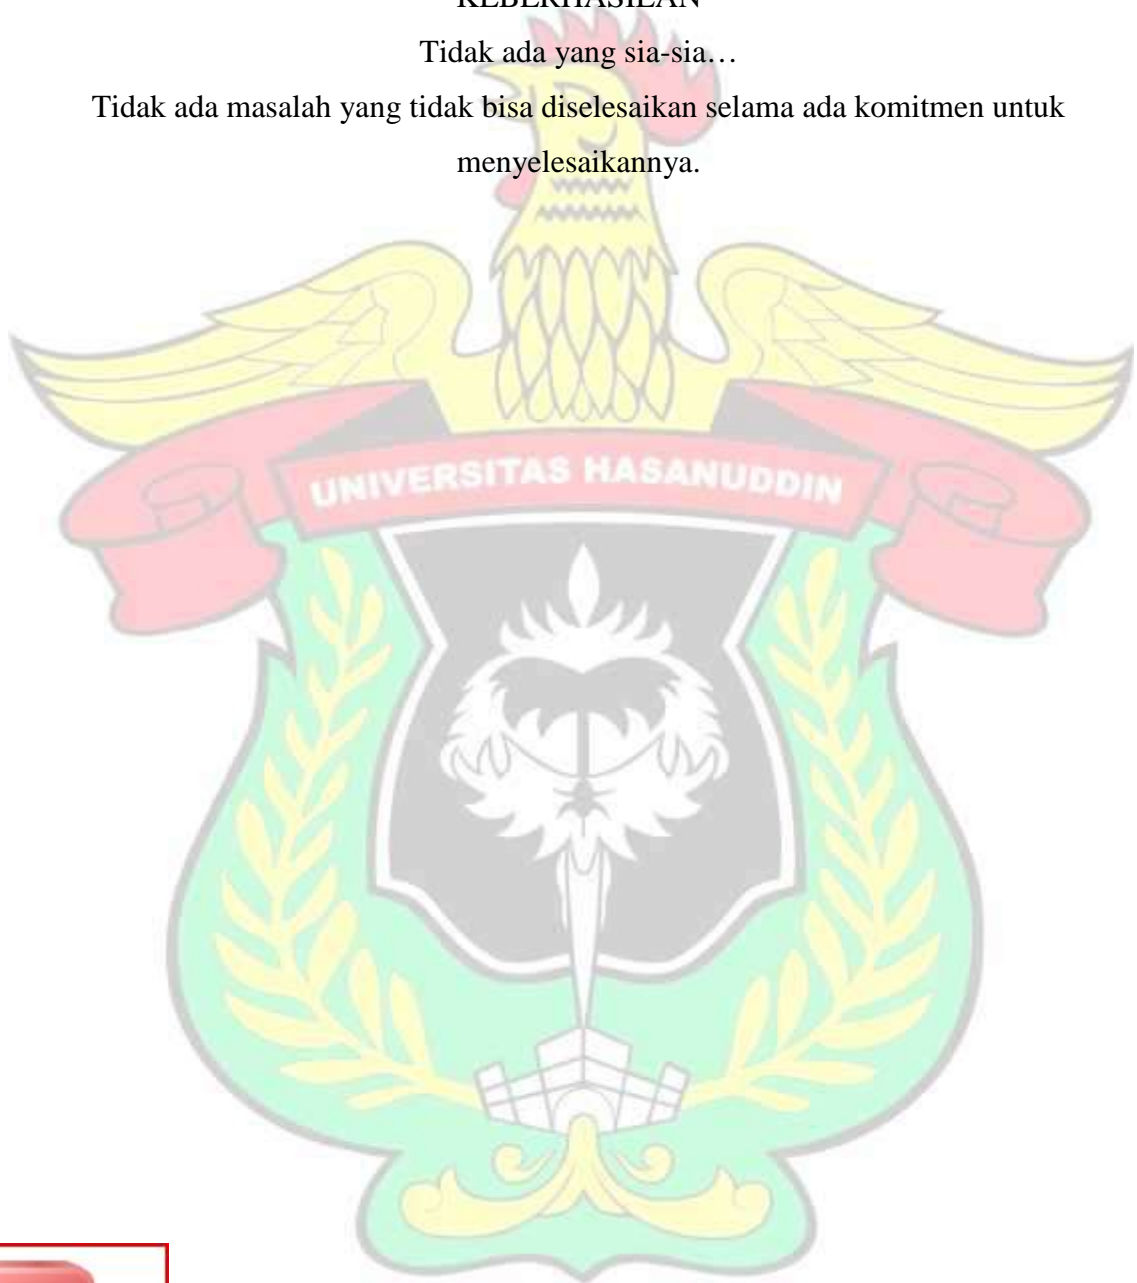 KEBERHASILAN
Tidak ada yang sia-sia…
Tidak ada masalah yang tidak bisa diselesaikan selama ada komitmen untuk
menyelesaikannya.
UNIVERSITAS HASANUDDIN